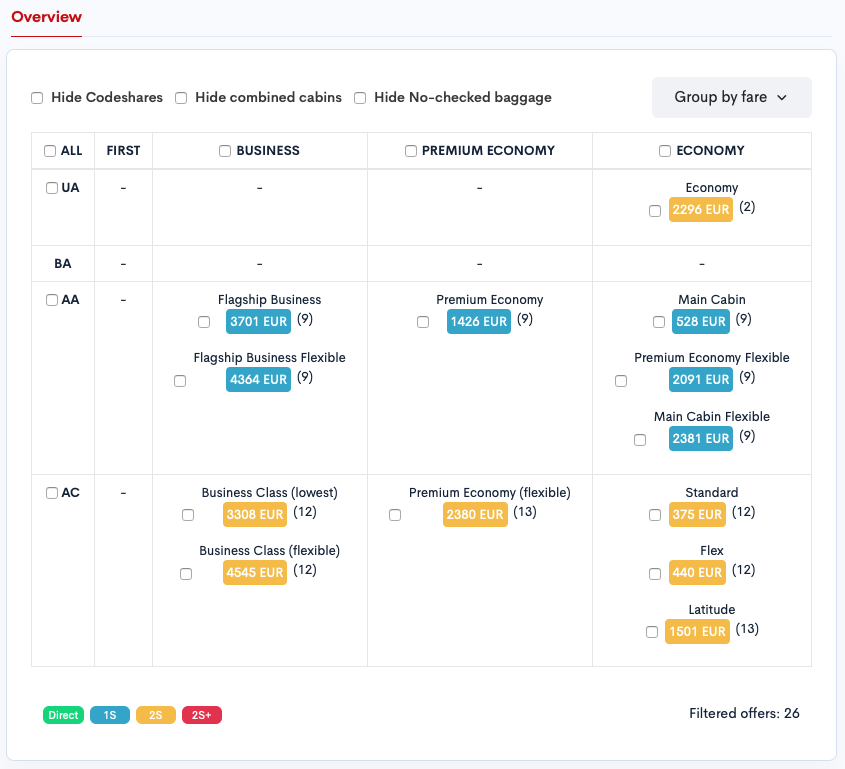 Overview
Hide Codeshares Hide combined cabins Hide No-checked baggage Group by fare
ALL FIRST BUSINESS PREMIUM ECONOMY ECONOMY
UA - - - Economy
2296 EUR (2)
BA - - - -
AA - Flagship Business Premium Economy Main Cabin
3701 EUR (9) 1426 EUR (9) 528 EUR (9)
Flagship Business Flexible Premium Economy Flexible
4364 EUR (9) 2091 EUR (9)
Main Cabin Flexible
2381 EUR (9)
AC - Business Class (lowest) Premium Economy (flexible) Standard
3308 EUR (12) 2380 EUR (13) 375 EUR (12)
Business Class (flexible) Flex
4545 EUR (12) 440 EUR (12)
Latitude
1501 EUR (13)
Direct 1S 2S 2S+ Filtered offers: 26